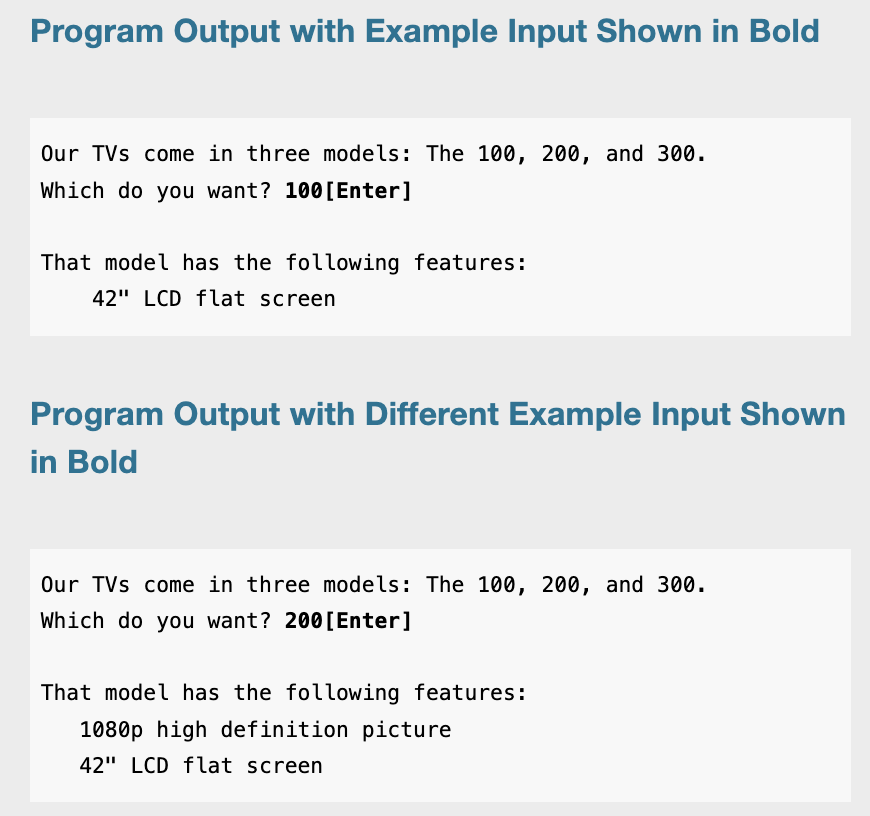 Program Output with Example Input Shown in Bold
Our TVs come in three models: The 100, 200, and 300.
Which do you want? 100[Enter]
That model has the following features:
42" LCD flat screen
Program Output with Different Example Input Shown
in Bold
Our TVs come in three models: The 100, 200, and 300.
Which do you want? 200[Enter]
That model has the following features:
1080p high definition picture
42" LCD flat screen